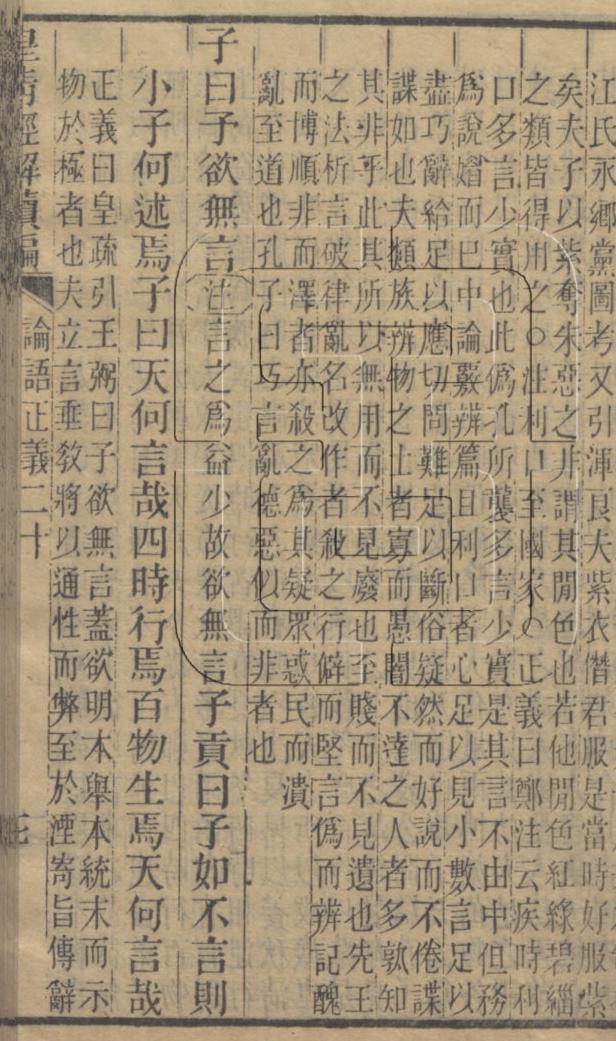 江氏永鄉黨圖考又引渾良夫紫衣僭君服是當時好服紫
矣夫子以紫奪朱惡之非謂其閒色也若他閒色紅綠碧緇
之類皆得用之○注利口至國家○正義曰鄭注云疾時利
口多言少實也此僞孔所襲多言少實是其言不由中但務
爲說媚而巳中論覈辨篇且利口者心足以見小數言足以
盡巧辭給足以應切問難足以斷俗疑然而好說而不倦諜
諜如也夫類族辨物之士者寡而愚闇不達之人者多孰知
其非乎此其所以無用而不見廢也至賤而不見遺也先王
之法析言破律亂名改作者殺之行僻而堅言僞而辨記醜
而博順非而澤者亦殺之爲其疑眾惑民而潰
亂至道也孔子曰巧言亂德惡似而非者也
子曰予欲無言注言之爲益少故欲無言子貢曰子如不言則
小子何述焉子曰天何言哉四時行焉百物生焉天何言哉
正義曰皇疏引王弼曰子欲無言蓋欲明本舉本統末而示
物於極者也夫立言垂教將以通性而弊至於湮寄旨傳辭
皇清經解續編 論語正義二十